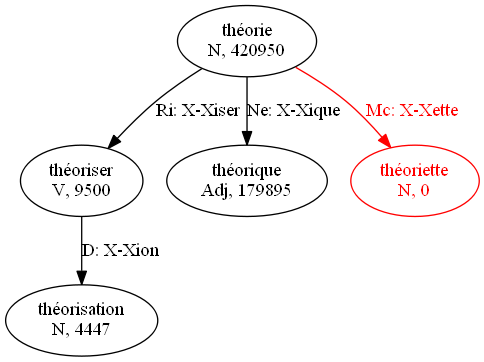 théorie
N, 420950
Ri: X-Xiser
Ne: X-Xique
Mc: X-Xette
théoriser
V, 9500
théorique
Adj, 179895
théoriette
N, 0
D: X-Xion
théorisation
N, 4447